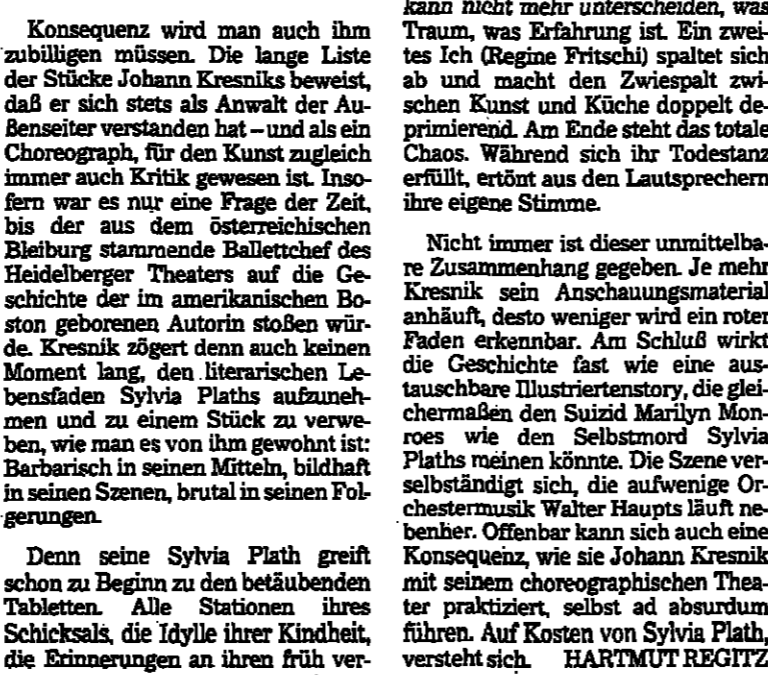 Konsequenz wird man auch ihm
zubilligen müssen. Die lange Liste
der Stücke Johann Kresniks beweist,
daß er sich stets als Anwalt der Au-
ßenseiter verstanden hat – und als ein
Choreograph, für den Kunst zugleich
immer auch Kritik gewesen ist. Inso-
fern war es nur eine Frage der Zeit,
bis der aus dem österreichischen
Bleiburg stammende Ballettchef des
Heidelberger Theaters auf die Ge-
schichte der im amerikanischen Bo-
ston geborenen Autorin stoßen wür-
de. Kresnik zögert denn auch keinen
Moment lang, den literarischen Le-
bensfaden Sylvia Plaths aufzuneh-
men und zu einem Stück zu verwe-
ben, wie man es von ihm gewohnt ist:
Barbarisch in seinen Mitteln, bildhaft
in seinen Szenen, brutal in seinen Fol-
gerungen.
Denn seine Sylvia Plath greift
schon zu Beginn zu den betäubenden
Tabletten. Alle Stationen ihres
Schicksals, die Idylle ihrer Kindheit,
die Erinnerungen an ihren früh ver-
kann nicht mehr unterscheiden, was
Traum, was Erfahrung ist. Ein zwei-
tes Ich (Regine Fritschi) spaltet sich
ab und macht den Zwiespalt zwi-
schen Kunst und Küche doppelt de-
primierend. Am Ende steht das totale
Chaos. Während sich ihr Todestanz
erfüllt, ertönt aus den Lautsprechern
ihre eigene Stimme.
Nicht immer ist dieser unmittelba-
re Zusammenhang gegeben. Je mehr
Kresnik sein Anschauungsmaterial
anhäuft, desto weniger wird ein roter
Faden erkennbar. Am Schluß wirkt
die Geschichte fast wie eine aus-
tauschbare Illustriertenstory, die glei-
chermaßen den Suizid Marilyn Mon-
roes wie den Selbstmord Sylvia
Plaths meinen könnte. Die Szene ver-
selbständigt sich, die aufwenige Or-
chestermusik Walter Haupts läuft ne-
benher. Offenbar kann sich auch eine
Konsequenz, wie sie Johann Kresnik
mit seinem choreographischen Thea-
ter praktiziert, selbst ad absurdum
führen. Auf Kosten von Sylvia Plath,
versteht sich. HARTMUT REGITZ